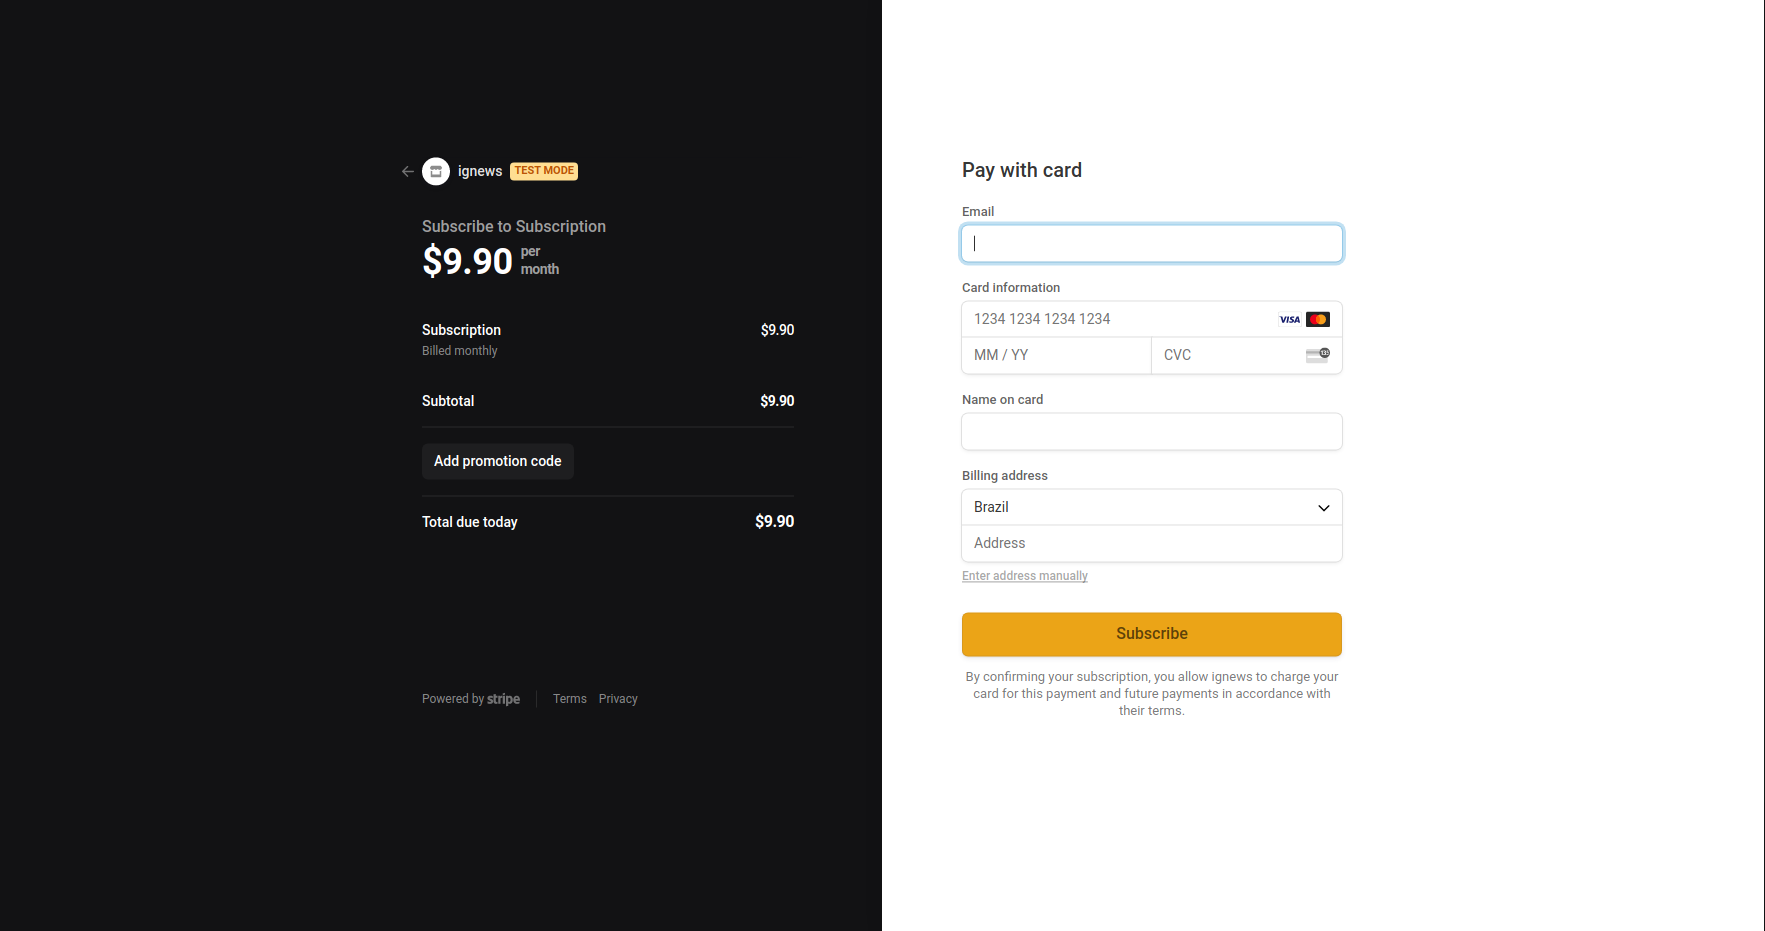 ignews TEST MODE
Subscribe to Subscription
$9.90 per
month
Subscription $9.90
Billed monthly
Subtotal $9.90
Add promotion code
Total due today $9.90
Powered by stripe Terms Privacy
Pay with card
Email
Card information
1234 1234 1234 1234 VISA
MM / YY CVC 135
Name on card
Billing address
Brazil
Address
Enter address manually
Subscribe
By confirming your subscription, you allow ignews to charge your
card for this payment and future payments in accordance with
their terms.